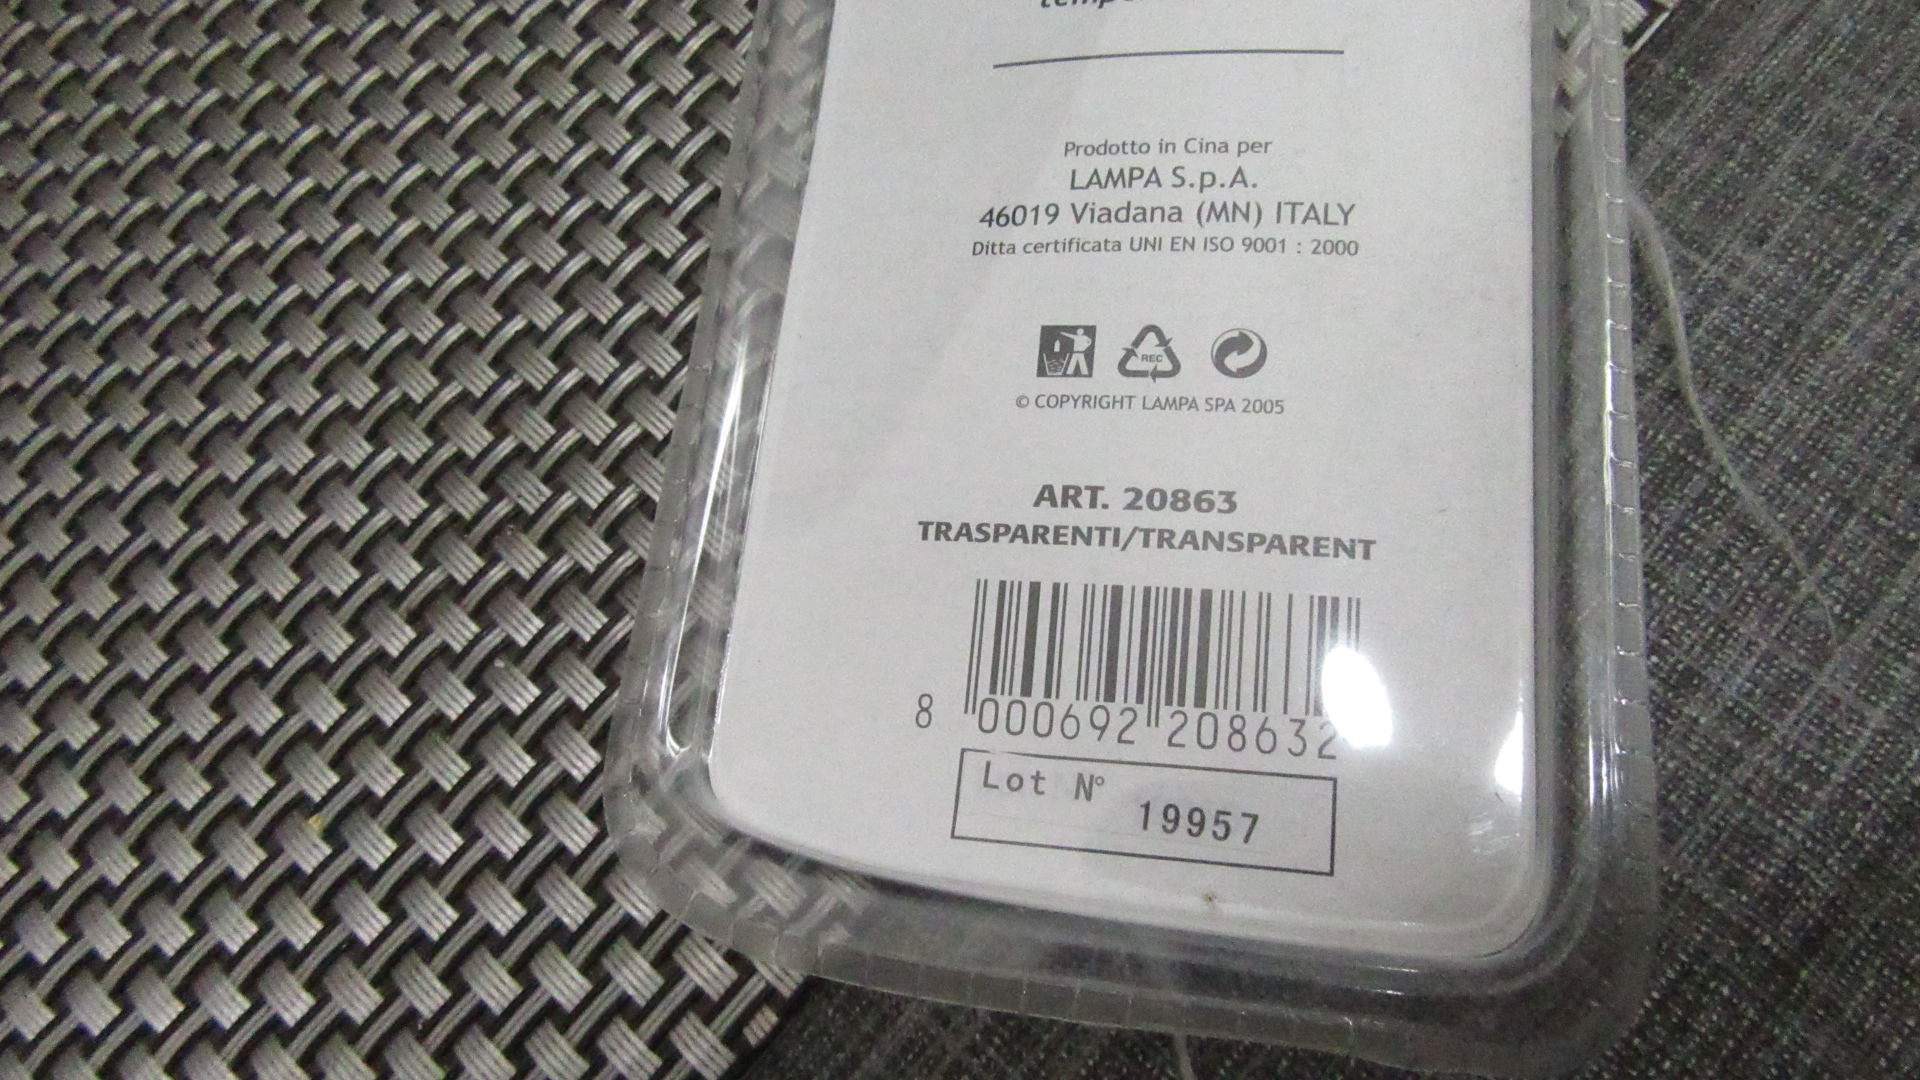 Prodotto in Cina per
LAMPA S.p.A.
46019 Viadana (MN) ITALY
Ditta certificata UNI EN ISO 9001 : 2000
REC
© COPYRIGHT LAMPA SPA 2005
ART. 20863
TRASPARENTI/TRANSPARENT
8 000692 208632
Lot N° 19957